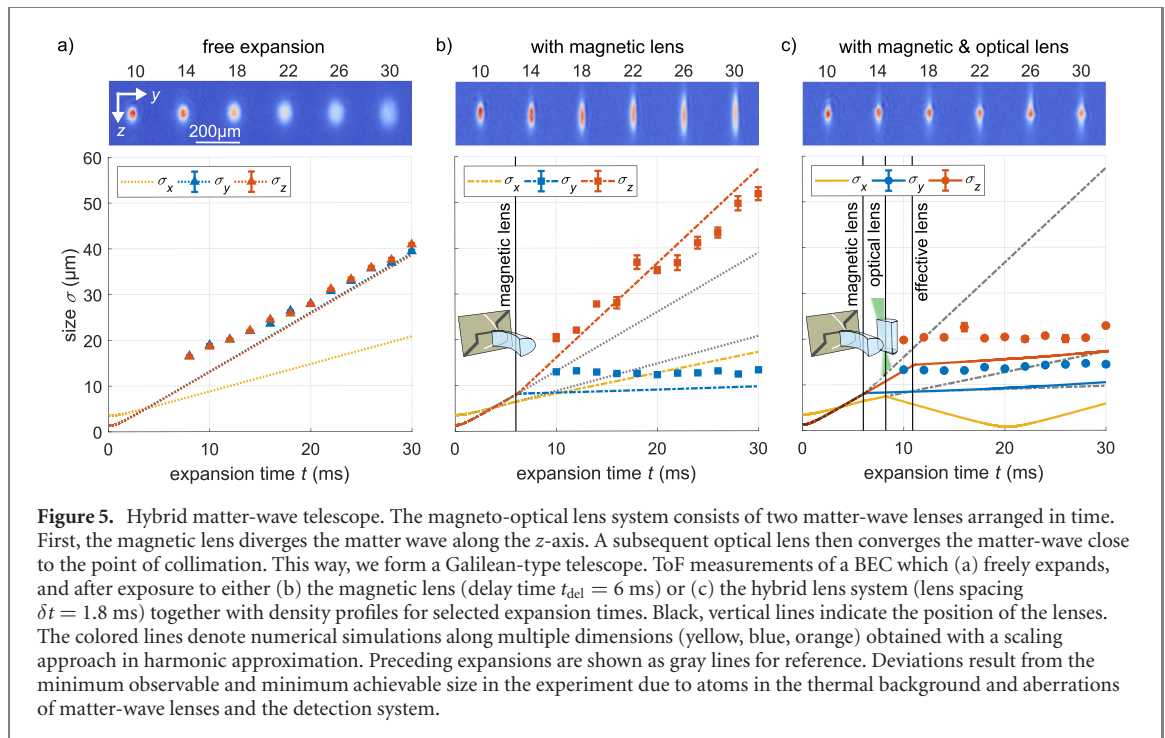 a) free expansion
10 14 18 22 26 30
y
z
200μm
60
50
40
30
20
10
0
size σ (μm)
σx σy σz
0 10 20 30
expansion time t (ms)
b) with magnetic lens
10 14 18 22 26 30
σx σy σz
magnetic lens
0 10 20 30
expansion time t (ms)
c) with magnetic & optical lens
10 14 18 22 26 30
σx σy σz
magnetic lens
optical lens
effective lens
0 10 20 30
expansion time t (ms)
Figure 5. Hybrid matter-wave telescope. The magneto-optical lens system consists of two matter-wave lenses arranged in time.
First, the magnetic lens diverges the matter wave along the z-axis. A subsequent optical lens then converges the matter-wave close
to the point of collimation. This way, we form a Galilean-type telescope. ToF measurements of a BEC which (a) freely expands,
and after exposure to either (b) the magnetic lens (delay time tdel = 6 ms) or (c) the hybrid lens system (lens spacing
δt = 1.8 ms) together with density profiles for selected expansion times. Black, vertical lines indicate the position of the lenses.
The colored lines denote numerical simulations along multiple dimensions (yellow, blue, orange) obtained with a scaling
approach in harmonic approximation. Preceding expansions are shown as gray lines for reference. Deviations result from the
minimum observable and minimum achievable size in the experiment due to atoms in the thermal background and aberrations
of matter-wave lenses and the detection system.